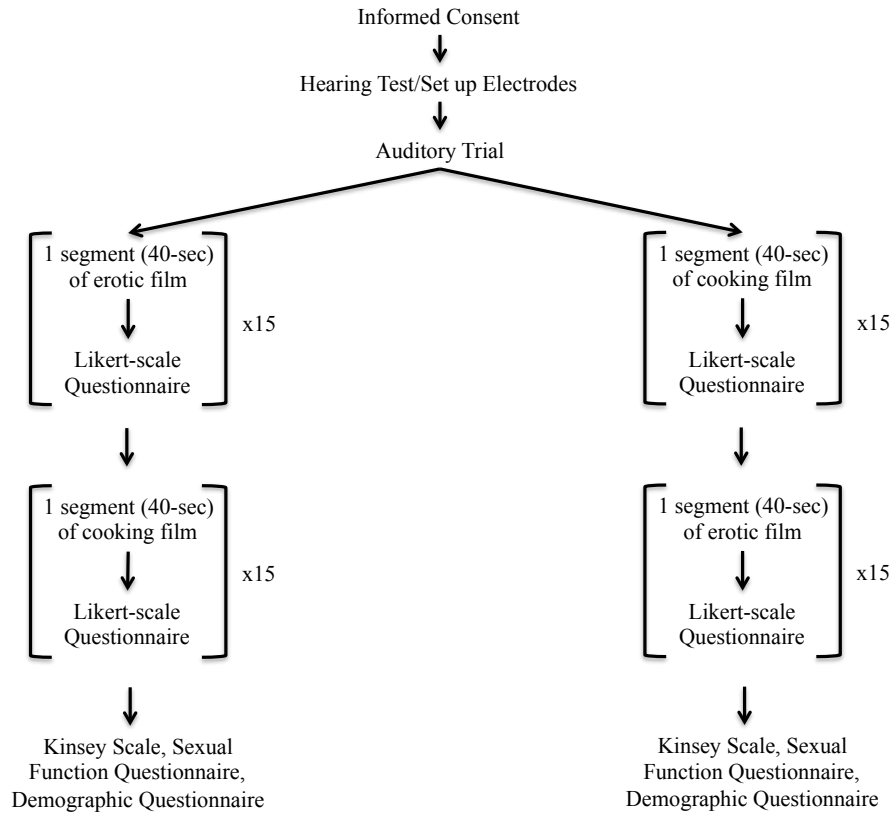 Informed Consent
Hearing Test/Set up Electrodes
Auditory Trial
1 segment (40-sec)
of erotic film
Likert-scale
Questionnaire
x15
1 segment (40-sec)
of cooking film
Likert-scale
Questionnaire
x15
Kinsey Scale, Sexual
Function Questionnaire,
Demographic Questionnaire
1 segment (40-sec)
of cooking film
Likert-scale
Questionnaire
x15
1 segment (40-sec)
of erotic film
Likert-scale
Questionnaire
x15
Kinsey Scale, Sexual
Function Questionnaire,
Demographic Questionnaire